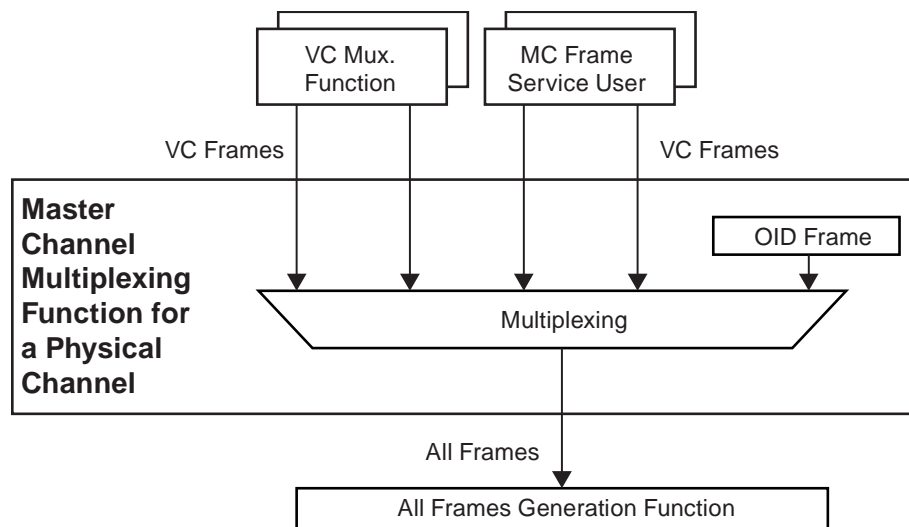 VC Mux.
Function
MC Frame
Service User
VC Frames
VC Frames
Master
Channel
Multiplexing
Function for
a Physical
Channel
OID Frame
Multiplexing
All Frames
All Frames Generation Function